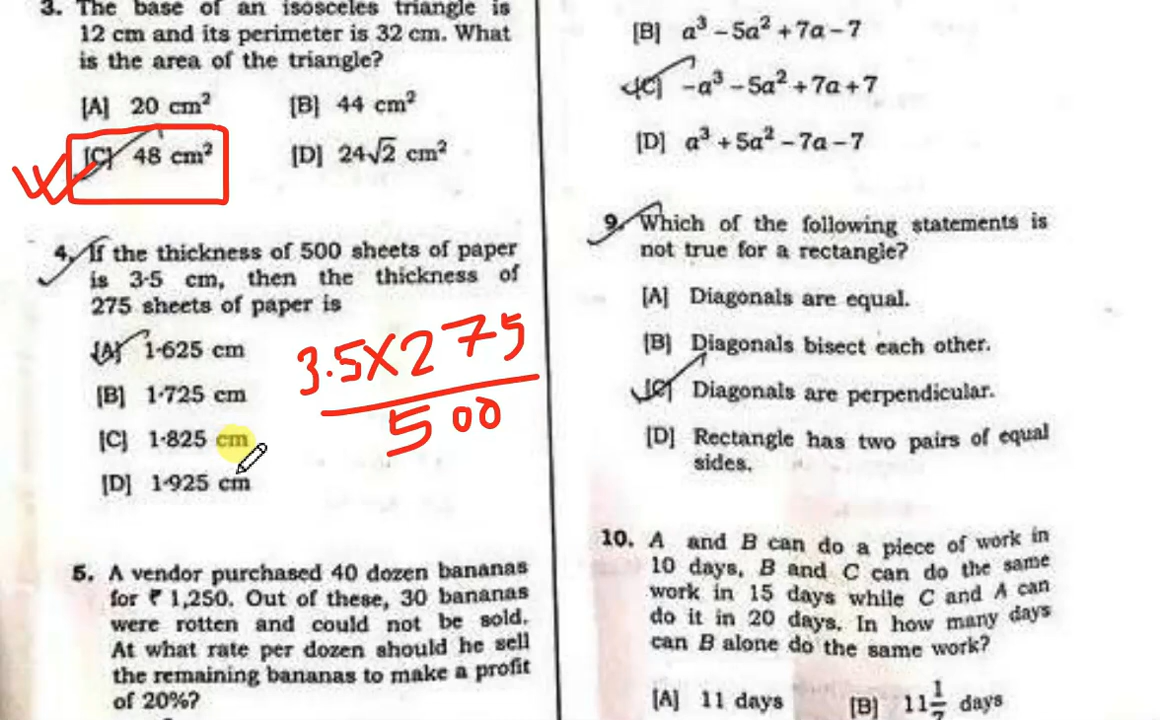 3. The base of an isosceles triangle is
12 cm and its perimeter is 32 cm. What
is the area of the triangle?
[A] 20 cm²
[B] 44 cm²
[C] 48 cm²
[D] 24√2 cm²
4. If the thickness of 500 sheets of paper
is 3·5 cm, then the thickness of
275 sheets of paper is
[A] 1·625 cm
[B] 1·725 cm
[C] 1·825 cm
[D] 1·925 cm
3.5×275
500
5. A vendor purchased 40 dozen bananas
for ₹ 1,250. Out of these, 30 bananas
were rotten and could not be sold.
At what rate per dozen should he sell
the remaining bananas to make a profit
of 20%?
[B] a³ – 5a² + 7a – 7
[C] -a³ – 5a² + 7a + 7
[D] a³ + 5a² – 7a – 7
9. Which of the following statements is
not true for a rectangle?
[A] Diagonals are equal.
[B] Diagonals bisect each other.
[C] Diagonals are perpendicular.
[D] Rectangle has two pairs of equal
sides.
10. A and B can do a piece of work in
10 days, B and C can do the same
work in 15 days while C and A can
do it in 20 days. In how many days
can B alone do the same work?
[A] 11 days
[B] 11 1/7 days